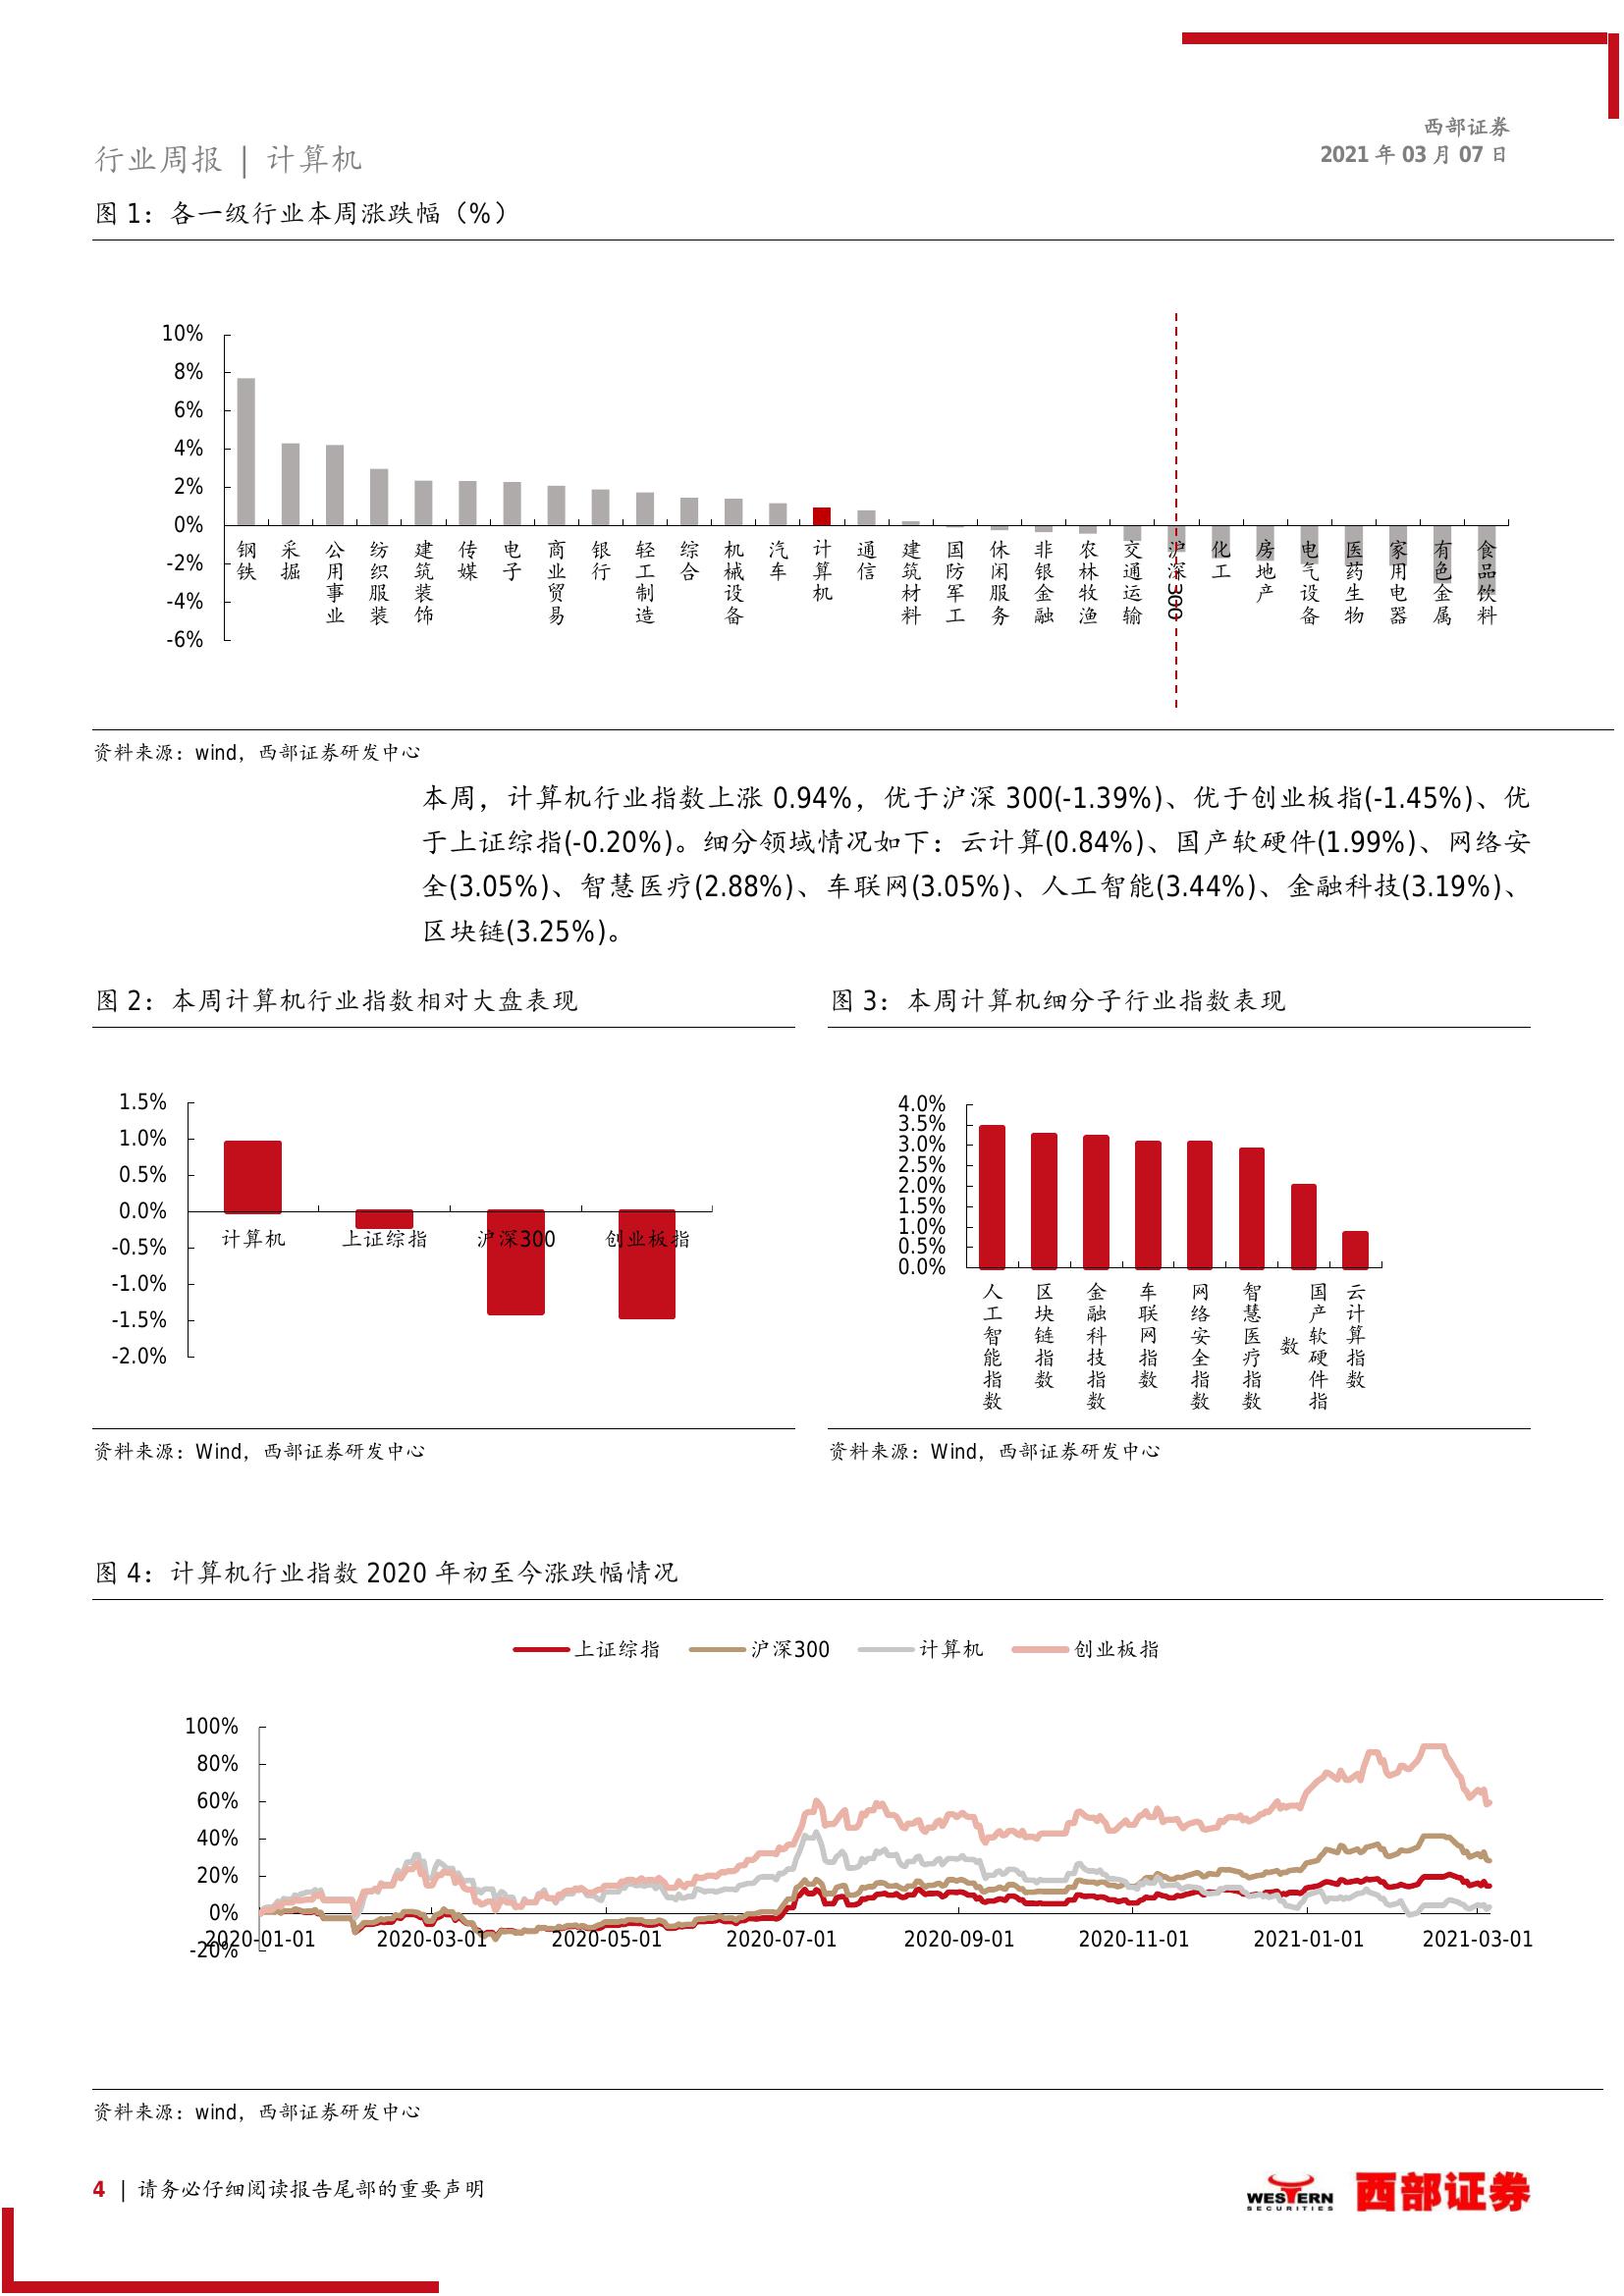 西部证券
2021 年 03 月 07 日
行业周报 | 计算机
图 1：各一级行业本周涨跌幅（%）
10%
8%
6%
4%
2%
0%
-2%
-4%
-6%
钢铁
采掘
公用事业
纺织服装
建筑装饰
传媒
电子
商业贸易
银行
轻工制造
综合
机械设备
汽车
计算机
通信
建筑材料
国防军工
休闲服务
非银金融
农林牧渔
交通运输
沪深300
化工
房地产
电气设备
医药生物
家用电器
有色金属
食品饮料
资料来源：wind，西部证券研发中心
本周，计算机行业指数上涨 0.94%，优于沪深 300(-1.39%)、优于创业板指(-1.45%)、优
于上证综指(-0.20%)。细分领域情况如下：云计算(0.84%)、国产软硬件(1.99%)、网络安
全(3.05%)、智慧医疗(2.88%)、车联网(3.05%)、人工智能(3.44%)、金融科技(3.19%)、
区块链(3.25%)。
图 2：本周计算机行业指数相对大盘表现
1.5%
1.0%
0.5%
0.0%
-0.5%
-1.0%
-1.5%
-2.0%
计算机
上证综指
沪深300
创业板指
资料来源：Wind，西部证券研发中心
图 3：本周计算机细分子行业指数表现
4.0%
3.5%
3.0%
2.5%
2.0%
1.5%
1.0%
0.5%
0.0%
人工智能指数
区块链指数
金融科技指数
车联网指数
网络安全指数
智慧医疗指数
国产软硬件指
数
云计算指数
资料来源：Wind，西部证券研发中心
图 4：计算机行业指数 2020 年初至今涨跌幅情况
上证综指 沪深300 计算机 创业板指
100%
80%
60%
40%
20%
0%
-20%
2020-01-01 2020-03-01 2020-05-01 2020-07-01 2020-09-01 2020-11-01 2021-01-01 2021-03-01
资料来源：wind，西部证券研发中心
4 | 请务必仔细阅读报告尾部的重要声明
WESTERN
SECURITIES
西部证券